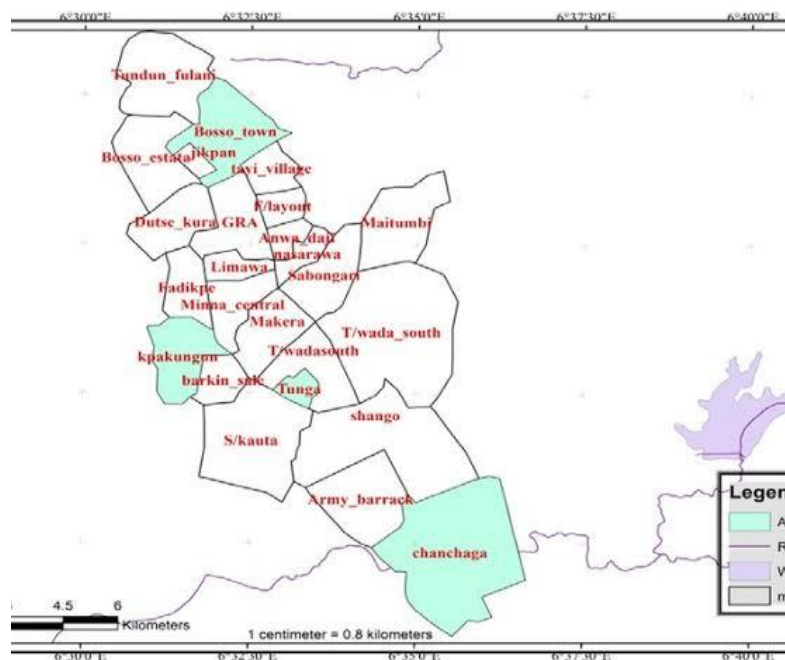 6°30'0"E 6°32'30"E 6°35'0"E 6°37'30"E 6°40'0"E
Tundun_fulani
Bosso_town
Bosso_estata
jikpan
tayi_village
F/layout
Dutse_kura
GRA
Maitumbi
Anwa_daji
nasarawa
Limawa
Sabongari
Fadikpe
Minna_central
Makera
T/wada_south
kpakungun
T/wadasouth
barkin_sale
Tunga
shango
S/kauta
Army_barrack
chanchaga
Legen
A
R
W
m
4.5 6
Kilometers
1 centimeter = 0.8 kilometers
6°30'0"E 6°32'30"E 6°35'0"E 6°37'30"E 6°40'0"E